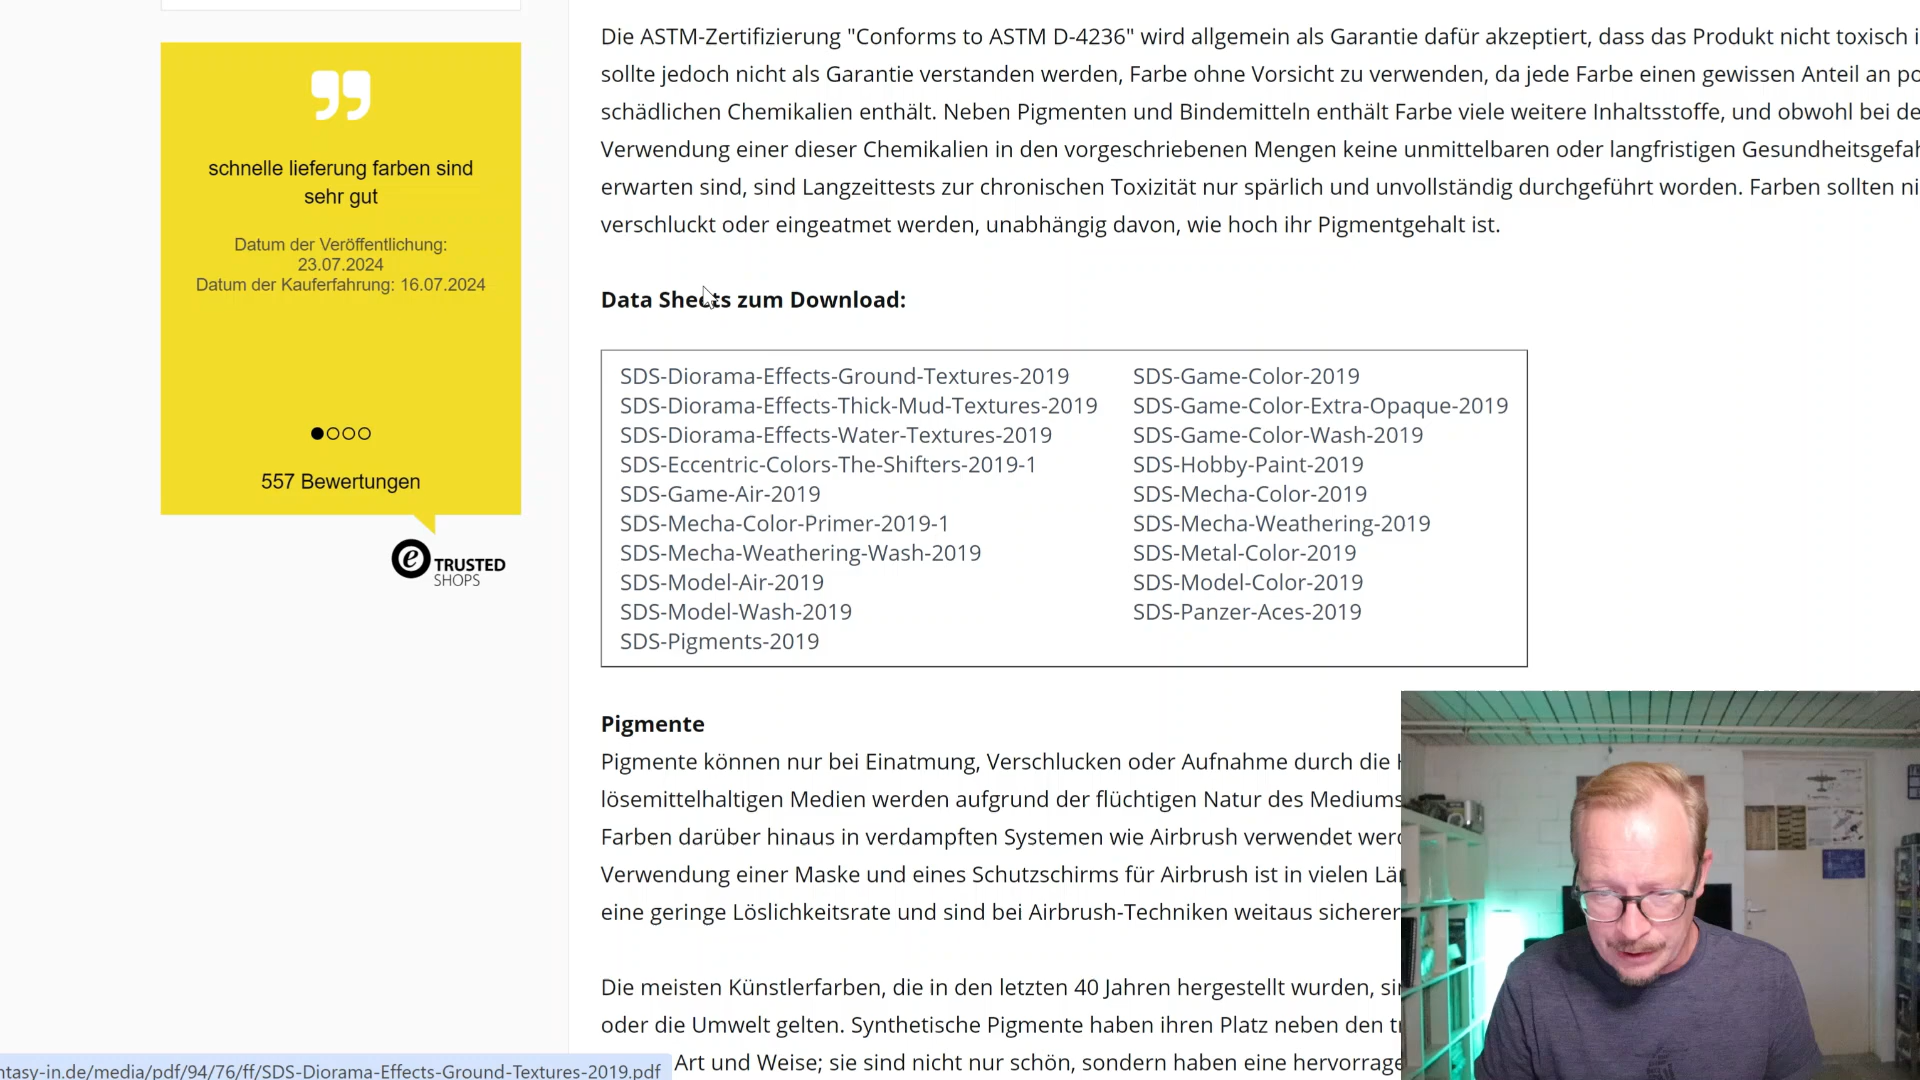 schnelle lieferung farben sind
sehr gut
Datum der Veröffentlichung:
23.07.2024
Datum der Kauferfahrung: 16.07.2024
557 Bewertungen
e TRUSTED
SHOPS
Die ASTM-Zertifizierung "Conforms to ASTM D-4236" wird allgemein als Garantie dafür akzeptiert, dass das Produkt nicht toxisch i
sollte jedoch nicht als Garantie verstanden werden, Farbe ohne Vorsicht zu verwenden, da jede Farbe einen gewissen Anteil an po
schädlichen Chemikalien enthält. Neben Pigmenten und Bindemitteln enthält Farbe viele weitere Inhaltsstoffe, und obwohl bei de
Verwendung einer dieser Chemikalien in den vorgeschriebenen Mengen keine unmittelbaren oder langfristigen Gesundheitsgefah
erwarten sind, sind Langzeittests zur chronischen Toxizität nur spärlich und unvollständig durchgeführt worden. Farben sollten ni
verschluckt oder eingeatmet werden, unabhängig davon, wie hoch ihr Pigmentgehalt ist.
Data Sheets zum Download:
SDS-Diorama-Effects-Ground-Textures-2019
SDS-Diorama-Effects-Thick-Mud-Textures-2019
SDS-Diorama-Effects-Water-Textures-2019
SDS-Eccentric-Colors-The-Shifters-2019-1
SDS-Game-Air-2019
SDS-Mecha-Color-Primer-2019-1
SDS-Mecha-Weathering-Wash-2019
SDS-Model-Air-2019
SDS-Model-Wash-2019
SDS-Pigments-2019
SDS-Game-Color-2019
SDS-Game-Color-Extra-Opaque-2019
SDS-Game-Color-Wash-2019
SDS-Hobby-Paint-2019
SDS-Mecha-Color-2019
SDS-Mecha-Weathering-2019
SDS-Metal-Color-2019
SDS-Model-Color-2019
SDS-Panzer-Aces-2019
Pigmente
Pigmente können nur bei Einatmung, Verschlucken oder Aufnahme durch die
lösemittelhaltigen Medien werden aufgrund der flüchtigen Natur des Mediums
Farben darüber hinaus in verdampften Systemen wie Airbrush verwendet werd
Verwendung einer Maske und eines Schutzschirms für Airbrush ist in vielen Län
eine geringe Löslichkeitsrate und sind bei Airbrush-Techniken weitaus sicherer
Die meisten Künstlerfarben, die in den letzten 40 Jahren hergestellt wurden, sin
oder die Umwelt gelten. Synthetische Pigmente haben ihren Platz neben den t
Art und Weise; sie sind nicht nur schön, sondern haben eine hervorrage
ntasy-in.de/media/pdf/94/76/ff/SDS-Diorama-Effects-Ground-Textures-2019.pdf